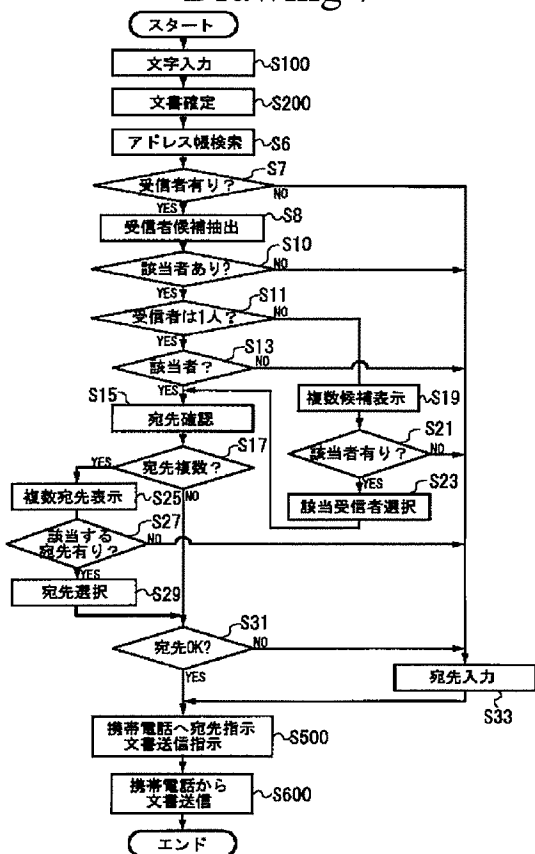 スタート
文字入力 S100
文書確定 S200
アドレス帳検索 S6
S7
受信者有り？
NO
YES
S8
受信者候補抽出
S10
該当者あり？
NO
YES
S11
受信者は1人？
NO
YES
S13
該当者？
NO
YES
複数候補表示 S19
S15
宛先確認
S21
該当者有り？
NO
YES
S17
宛先複数？
YES
NO
S23
該当受信者選択
複数宛先表示 S25
S27
該当する
宛先有り？
NO
YES
宛先選択 S29
S31
宛先OK？
NO
YES
宛先入力
S33
携帯電話へ宛先指示
文書送信指示
S500
携帯電話から
文書送信
S600
エンド